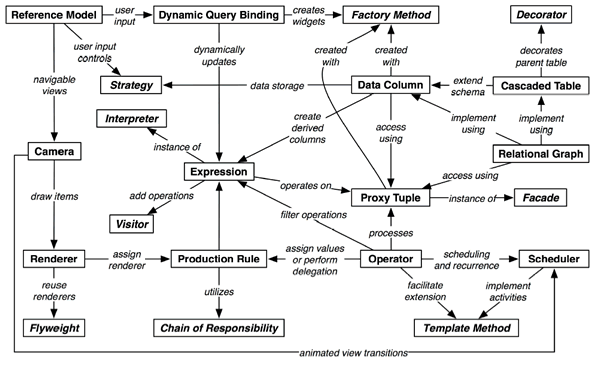 Reference Model
user
input
Dynamic Query Binding
creates
widgets
Factory Method
Decorator
user input
controls
dynamically
updates
created
with
created
with
decorates
parent table
navigable
views
Strategy
data storage
Data Column
extend
schema
Cascaded Table
Interpreter
create
derived
columns
access
using
implement
using
implement
using
Camera
instance of
Relational Graph
Expression
access using
operates on
Proxy Tuple
instance of
Facade
draw items
add operations
filter operations
Visitor
processes
Renderer
assign
renderer
Production Rule
assign values
or perform
delegation
Operator
scheduling
and recurrence
Scheduler
reuse
renderers
utilizes
facilitate
extension
implement
activities
Flyweight
Chain of Responsibility
Template Method
animated view transitions